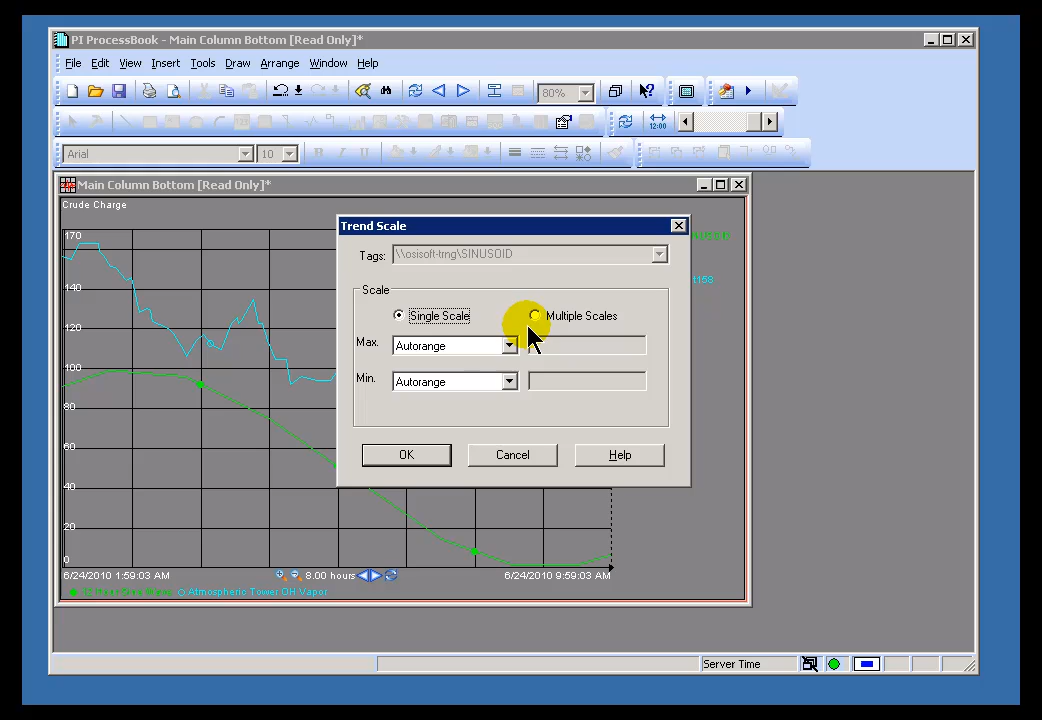 PI ProcessBook - Main Column Bottom [Read Only]*
File Edit View Insert Tools Draw Arrange Window Help
80%
12:00
Arial 10 B I U
Main Column Bottom [Read Only]*
Crude Charge
170
140
120
100
80
60
40
20
0
6/24/2010 1:59:03 AM 8.00 hours 6/24/2010 9:59:03 AM
Atmospheric Tower OH Vapor
Trend Scale
Tags: \\osisoft-trng\SINUSOID
Scale
Single Scale Multiple Scales
Max. Autorange
Min. Autorange
OK Cancel Help
Server Time